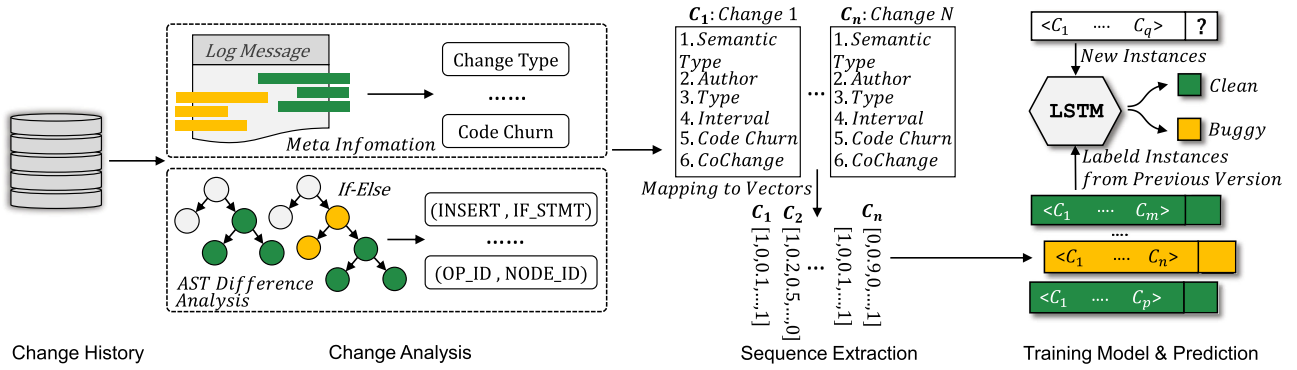 Log Message
Change Type
......
Code Churn
Meta Infomation
If-Else
(INSERT , IF_STMT)
......
(OP_ID , NODE_ID)
AST Difference
Analysis
C1: Change 1
1. Semantic
Type
2. Author
3. Type
4. Interval
5. Code Churn
6. CoChange
...
Cn: Change N
1. Semantic
Type
2. Author
3. Type
4. Interval
5. Code Churn
6. CoChange
Mapping to Vectors
C1 C2 Cn
[1,0,0.1,...,1]
[1,0.2,0.5,...,0]
...
[1,0,0.1,...,1]
[0,0.9,0,...,1]
<C1 .... Cq> ?
New Instances
LSTM
Clean
Buggy
Labeld Instances
from Previous Version
<C1 .... Cm>
....
<C1 .... Cn>
<C1 .... Cp>
Change History
Change Analysis
Sequence Extraction
Training Model & Prediction